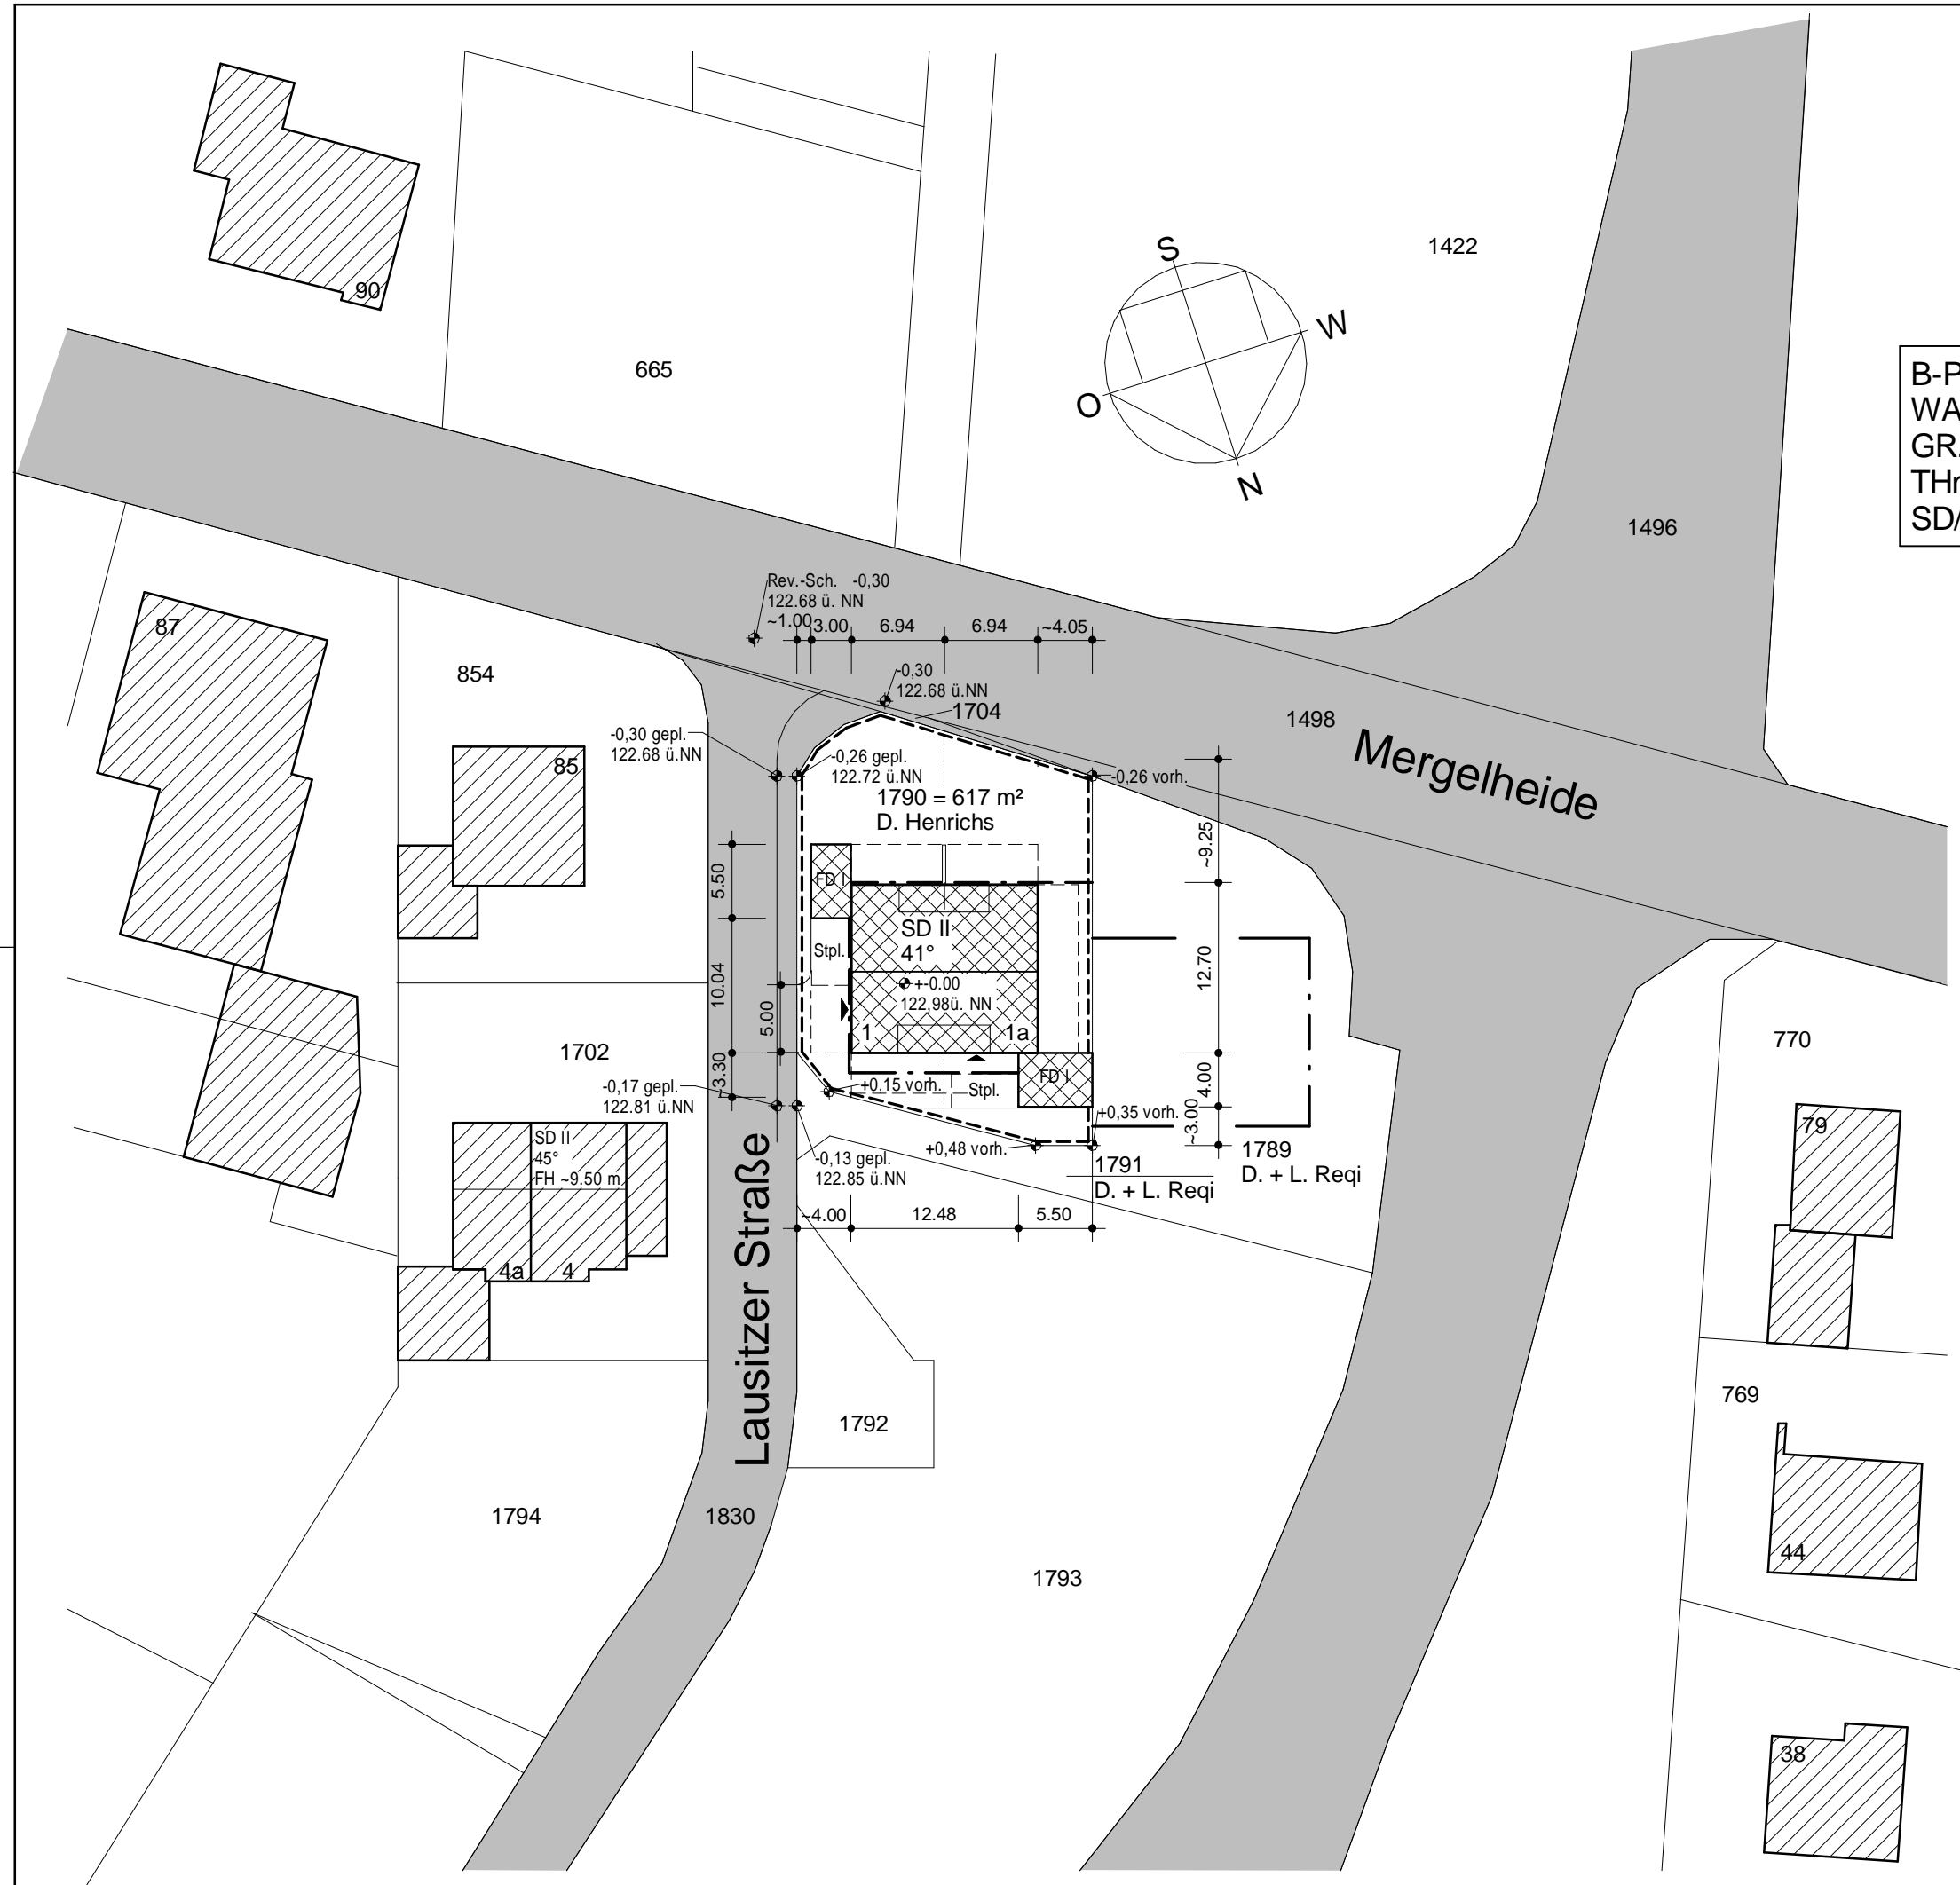 90
665
S
W
O
N
1422
1496
B-P
WA
GR
THr
SD/
87
854
85
Rev.-Sch. -0,30
122.68 ü. NN
~1.00
3.00
6.94
6.94
~4.05
-0,30
122.68 ü.NN
1704
1498
Mergelheide
-0,30 gepl.
122.68 ü.NN
-0,26 gepl.
122.72 ü.NN
-0,26 vorh.
1790 = 617 m²
D. Henrichs
5.50
10.04
5.00
~3.30
FD I
Stpl.
SD II
41°
+-0.00
122,98ü. NN
1
1a
~9.25
12.70
4.00
~3.00
FD I
Stpl.
1702
-0,17 gepl.
122.81 ü.NN
+0,15 vorh.
+0,35 vorh.
+0,48 vorh.
-0,13 gepl.
122.85 ü.NN
1791
D. + L. Reqi
1789
D. + L. Reqi
~4.00
12.48
5.50
SD II
45°
FH ~9.50 m
4a
4
Lausitzer Straße
770
79
769
1792
1794
1830
1793
44
38